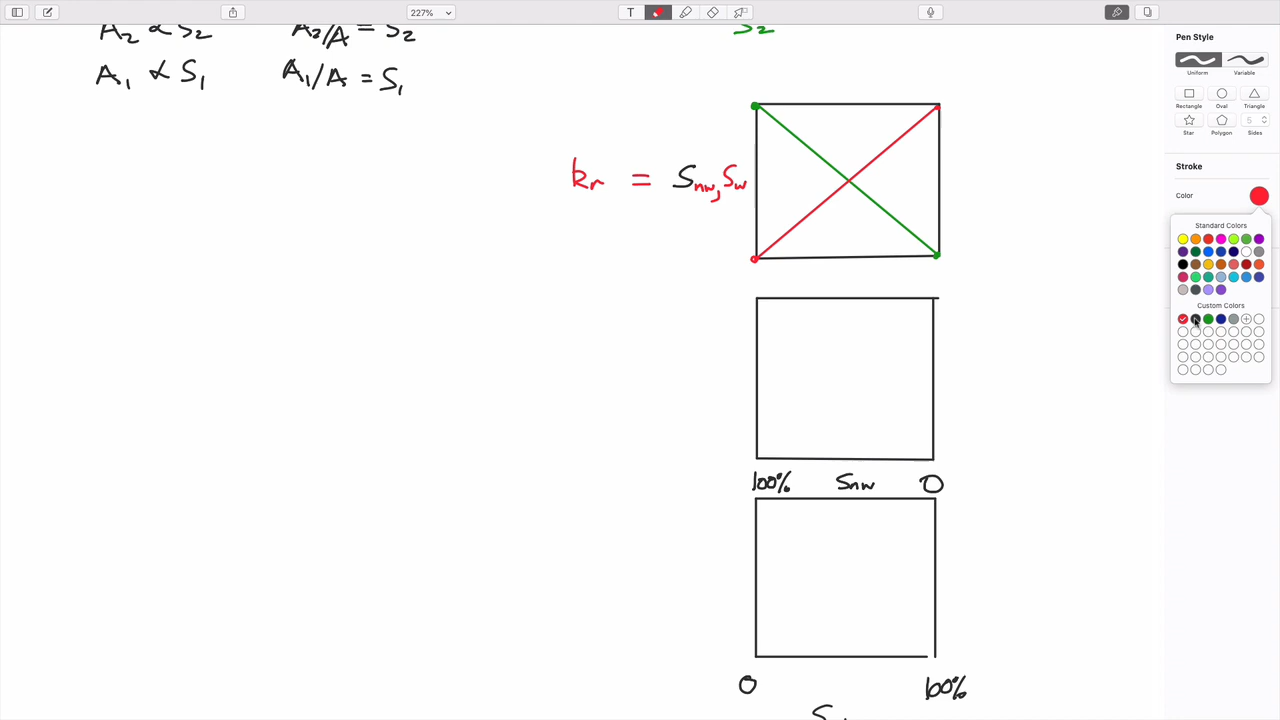 227%
T
A₂ ∝ S₂ A₂/A = S₂
A₁ ∝ S₁ A₁/A = S₁
S₂
kr = Snw, Sw
100% Snw 0
0 100%
Pen Style
Uniform Variable
Rectangle Oval Triangle
5
Star Polygon Sides
Stroke
Color
Standard Colors
Custom Colors